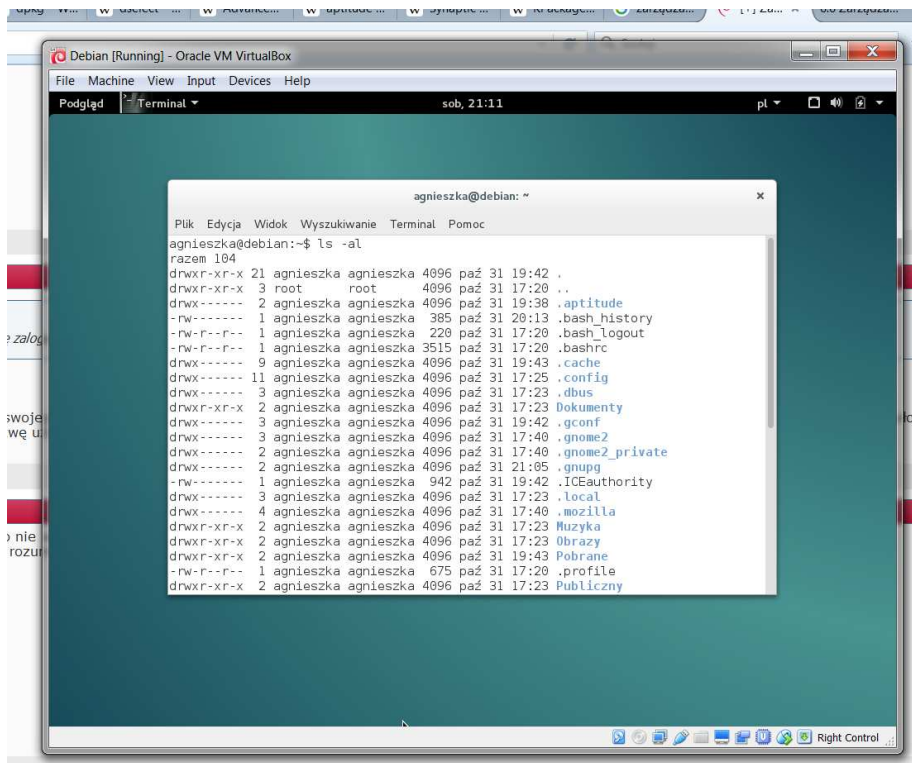 dpkg W...
dselect ...
Advance...
aptitude ...
Synaptic ...
KPackage...
Debian [Running] - Oracle VM VirtualBox
File Machine View Input Devices Help
Podgląd Terminal sob, 21:11 pl
agnieszka@debian: ~
Plik Edycja Widok Wyszukiwanie Terminal Pomoc
agnieszka@debian:~$ ls -al
razem 104
drwxr-xr-x 21 agnieszka agnieszka 4096 paź 31 19:42 .
drwxr-xr-x 3 root root 4096 paź 31 17:20 ..
drwx------ 2 agnieszka agnieszka 4096 paź 31 19:38 .aptitude
-rw------- 1 agnieszka agnieszka 385 paź 31 20:13 .bash_history
-rw-r--r-- 1 agnieszka agnieszka 220 paź 31 17:20 .bash_logout
-rw-r--r-- 1 agnieszka agnieszka 3515 paź 31 17:20 .bashrc
drwx------ 9 agnieszka agnieszka 4096 paź 31 19:43 .cache
drwx------ 11 agnieszka agnieszka 4096 paź 31 17:25 .config
drwx------ 3 agnieszka agnieszka 4096 paź 31 17:23 .dbus
drwxr-xr-x 2 agnieszka agnieszka 4096 paź 31 17:23 Dokumenty
drwx------ 3 agnieszka agnieszka 4096 paź 31 19:42 .gconf
drwx------ 3 agnieszka agnieszka 4096 paź 31 17:40 .gnome2
drwx------ 2 agnieszka agnieszka 4096 paź 31 17:40 .gnome2_private
drwx------ 2 agnieszka agnieszka 4096 paź 31 21:05 .gnupg
-rw------- 1 agnieszka agnieszka 942 paź 31 19:42 .ICEauthority
drwx------ 3 agnieszka agnieszka 4096 paź 31 17:23 .local
drwx------ 4 agnieszka agnieszka 4096 paź 31 17:40 .mozilla
drwxr-xr-x 2 agnieszka agnieszka 4096 paź 31 17:23 Muzyka
drwxr-xr-x 2 agnieszka agnieszka 4096 paź 31 17:23 Obrazy
drwxr-xr-x 2 agnieszka agnieszka 4096 paź 31 19:43 Pobrane
-rw-r--r-- 1 agnieszka agnieszka 675 paź 31 17:20 .profile
drwxr-xr-x 2 agnieszka agnieszka 4096 paź 31 17:23 Publiczny
Right Control